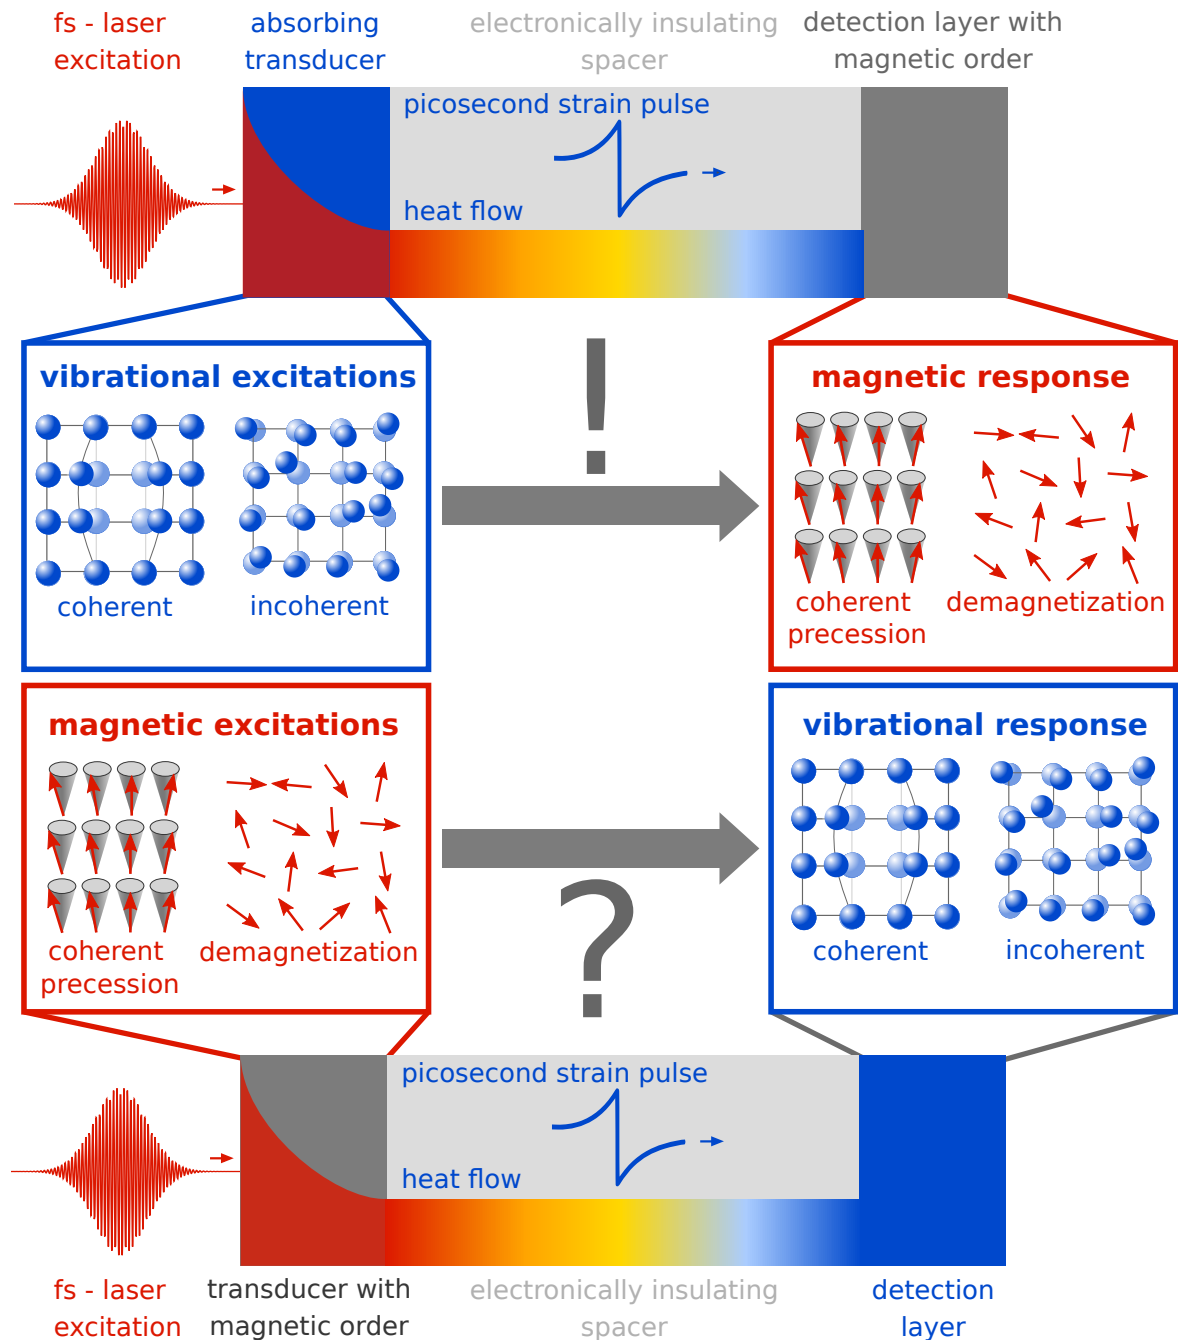 fs - laser
excitation
absorbing
transducer
electronically insulating
spacer
detection layer with
magnetic order
picosecond strain pulse
heat flow
!
vibrational excitations
coherent
incoherent
magnetic response
coherent
precession
demagnetization
magnetic excitations
coherent
precession
demagnetization
?
vibrational response
coherent
incoherent
picosecond strain pulse
heat flow
fs - laser
excitation
transducer with
magnetic order
electronically insulating
spacer
detection
layer